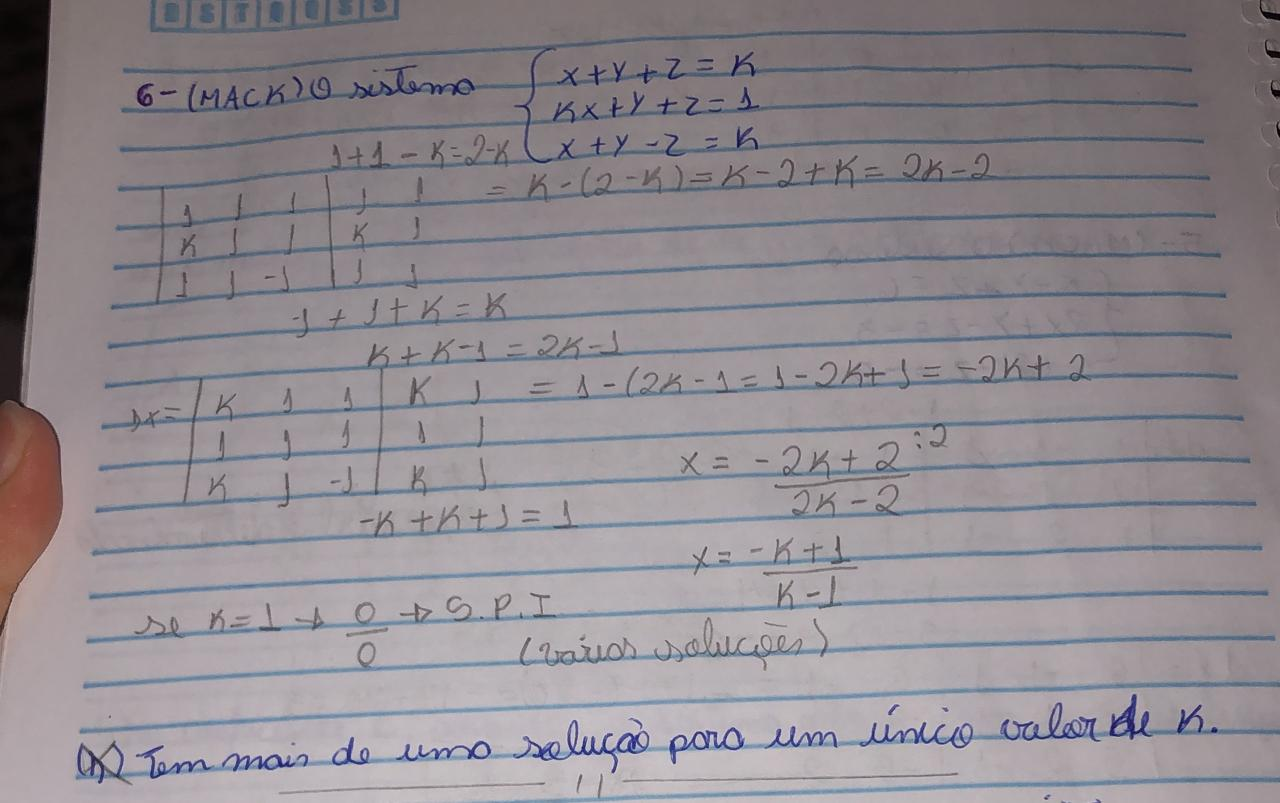 D S T Q Q S S
6-(MACK) O sistema { x+y+z=K
Kx+y+z=1
x+y-z=K
1+1-K=2-K
1 1 1 | 1 1 = K-(2-K)=K-2+K=2K-2
K 1 1 | K 1
1 1 -1 | 1 1
-1+1+K=K
K+K-1=2K-1
Dx= | K 1 1 | K 1 = 1-(2K-1=1-2K+1=-2K+2
1 1 1 | 1 1
K 1 -1 | K 1
x = -2K+2 :2
2K-2
-K+K+1=1
x= -K+1
K-1
se K=1 → 0/0 → S.P.I
(várias soluções)
(X) Tem mais de uma solução para um único valor de K.